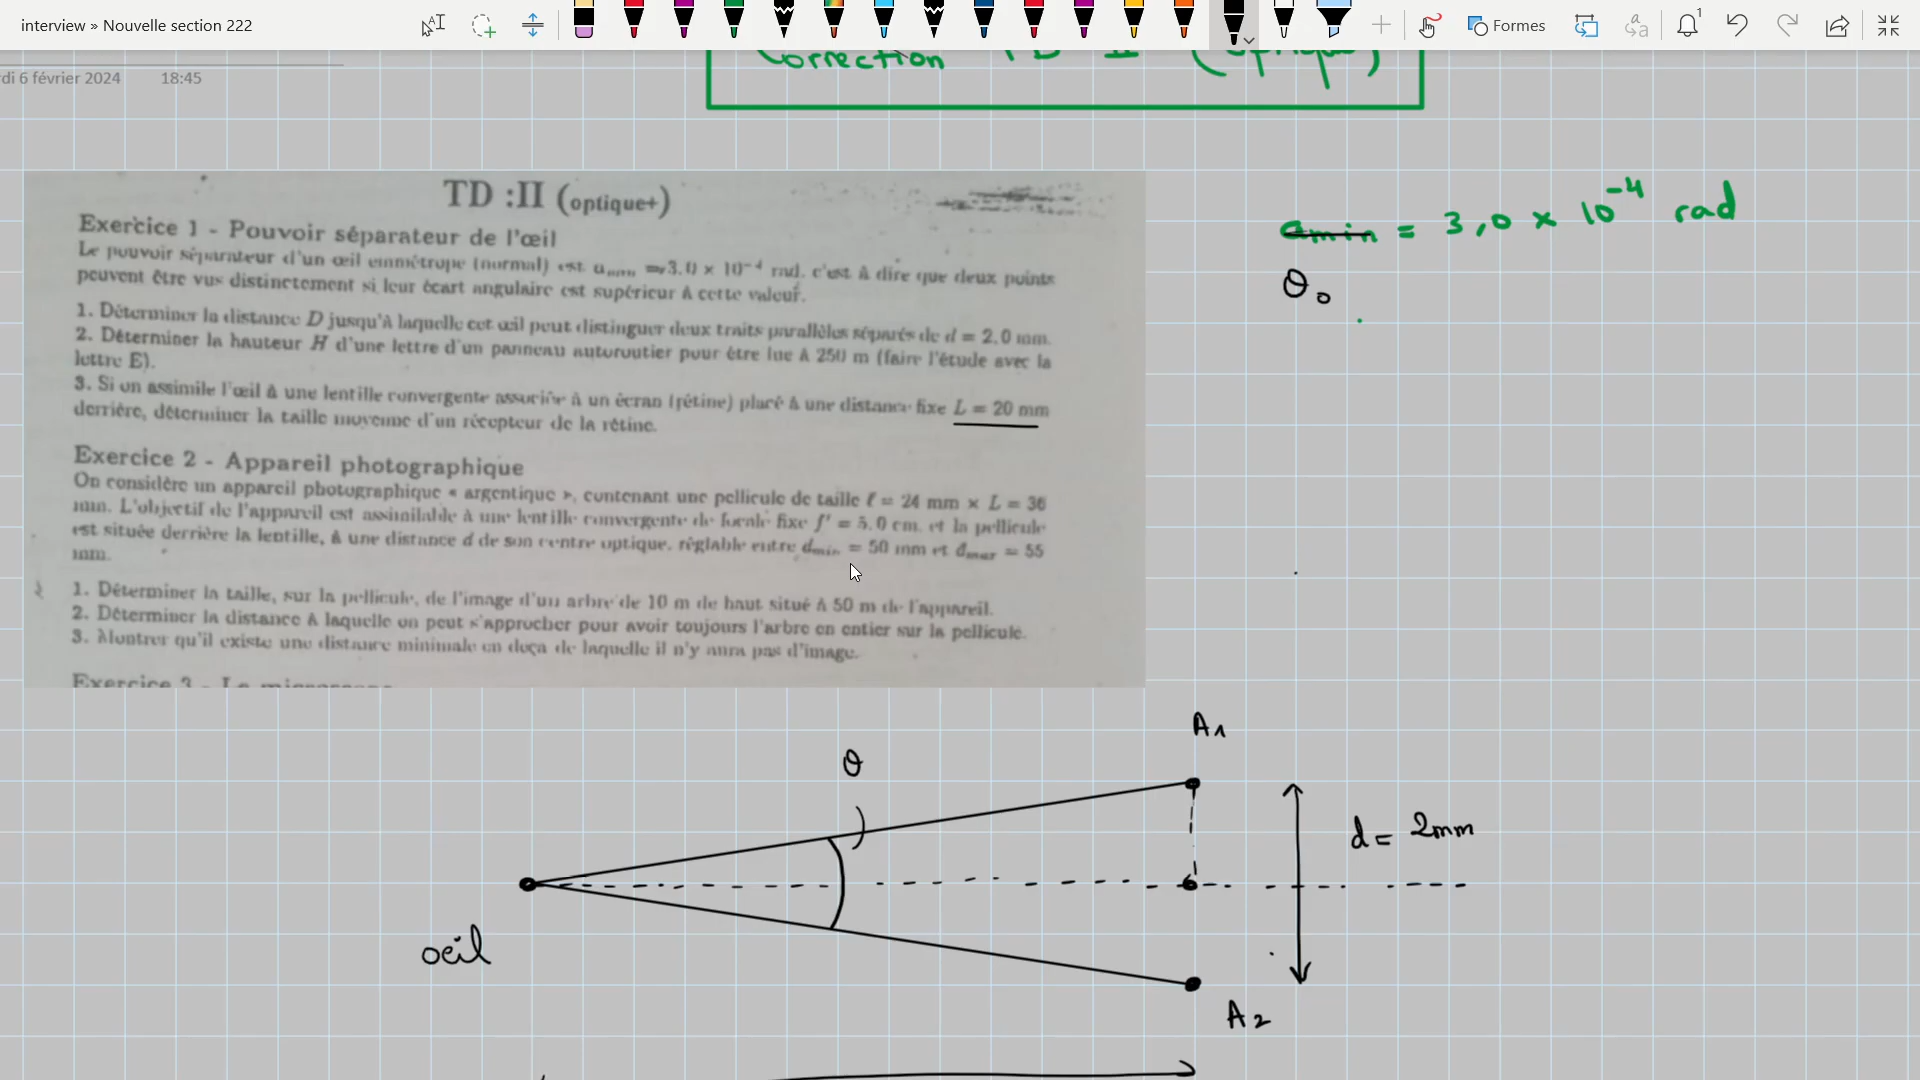 interview » Nouvelle section 222
Formes
1
Correction TD II (optique)
di 6 février 2024 18:45
TD :II (optique+)
Exercice 1 - Pouvoir séparateur de l'œil
Le pouvoir séparateur d'un œil emmétrope (normal) est αmin = 3,0 × 10⁻⁴ rad, c'est à dire que deux points
peuvent être vus distinctement si leur écart angulaire est supérieur à cette valeur.
1. Déterminer la distance D jusqu'à laquelle cet œil peut distinguer deux traits parallèles séparés de d = 2,0 mm.
2. Déterminer la hauteur H d'une lettre d'un panneau autoroutier pour être lue à 250 m (faire l'étude avec la
lettre E).
3. Si on assimile l'œil à une lentille convergente associée à un écran (rétine) placé à une distance fixe L = 20 mm
derrière, déterminer la taille moyenne d'un récepteur de la rétine.
Exercice 2 - Appareil photographique
On considère un appareil photographique « argentique », contenant une pellicule de taille ℓ = 24 mm × L = 36
mm. L'objectif de l'appareil est assimilable à une lentille convergente de focale fixe f' = 5,0 cm, et la pellicule
est située derrière la lentille, à une distance d de son centre optique, réglable entre dmin = 50 mm et dmax = 55
mm.
1. Déterminer la taille, sur la pellicule, de l'image d'un arbre de 10 m de haut situé à 50 m de l'appareil.
2. Déterminer la distance à laquelle on peut s'approcher pour avoir toujours l'arbre en entier sur la pellicule.
3. Montrer qu'il existe une distance minimale en deça de laquelle il n'y aura pas d'image.
Exercice 3 - Le microscope
amin = 3,0 × 10⁻⁴ rad
θ₀
A1
θ
d = 2mm
oeil
A2